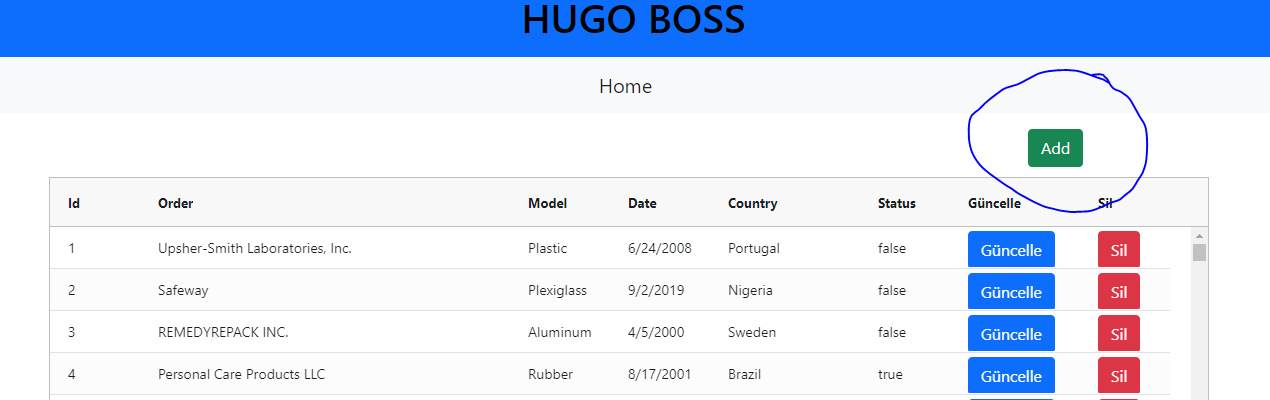 HUGO BOSS
Home
Add
Id Order Model Date Country Status Güncelle Sil
1 Upsher-Smith Laboratories, Inc. Plastic 6/24/2008 Portugal false Güncelle Sil
2 Safeway Plexiglass 9/2/2019 Nigeria false Güncelle Sil
3 REMEDYREPACK INC. Aluminum 4/5/2000 Sweden false Güncelle Sil
4 Personal Care Products LLC Rubber 8/17/2001 Brazil true Güncelle Sil